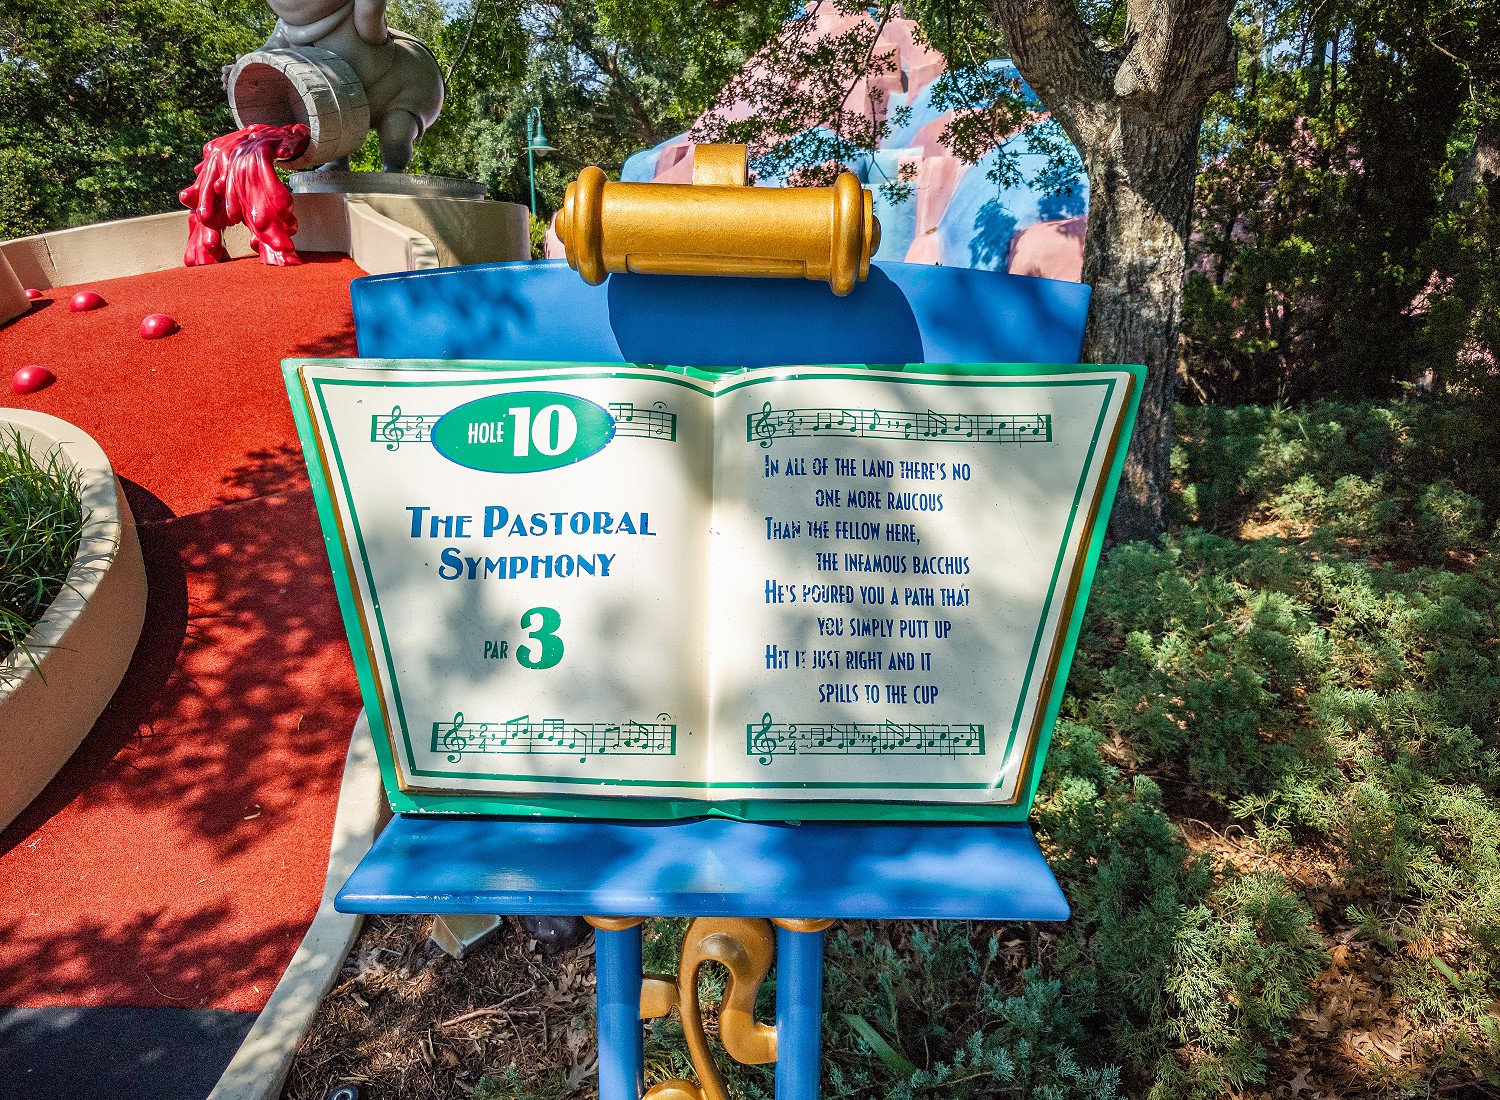 HOLE 10
THE PASTORAL
SYMPHONY
PAR 3
IN ALL OF THE LAND THERE'S NO
ONE MORE RAUCOUS
THAN THE FELLOW HERE,
THE INFAMOUS BACCHUS
HE'S POURED YOU A PATH THAT
YOU SIMPLY PUTT UP
HIT IT JUST RIGHT AND IT
SPILLS TO THE CUP